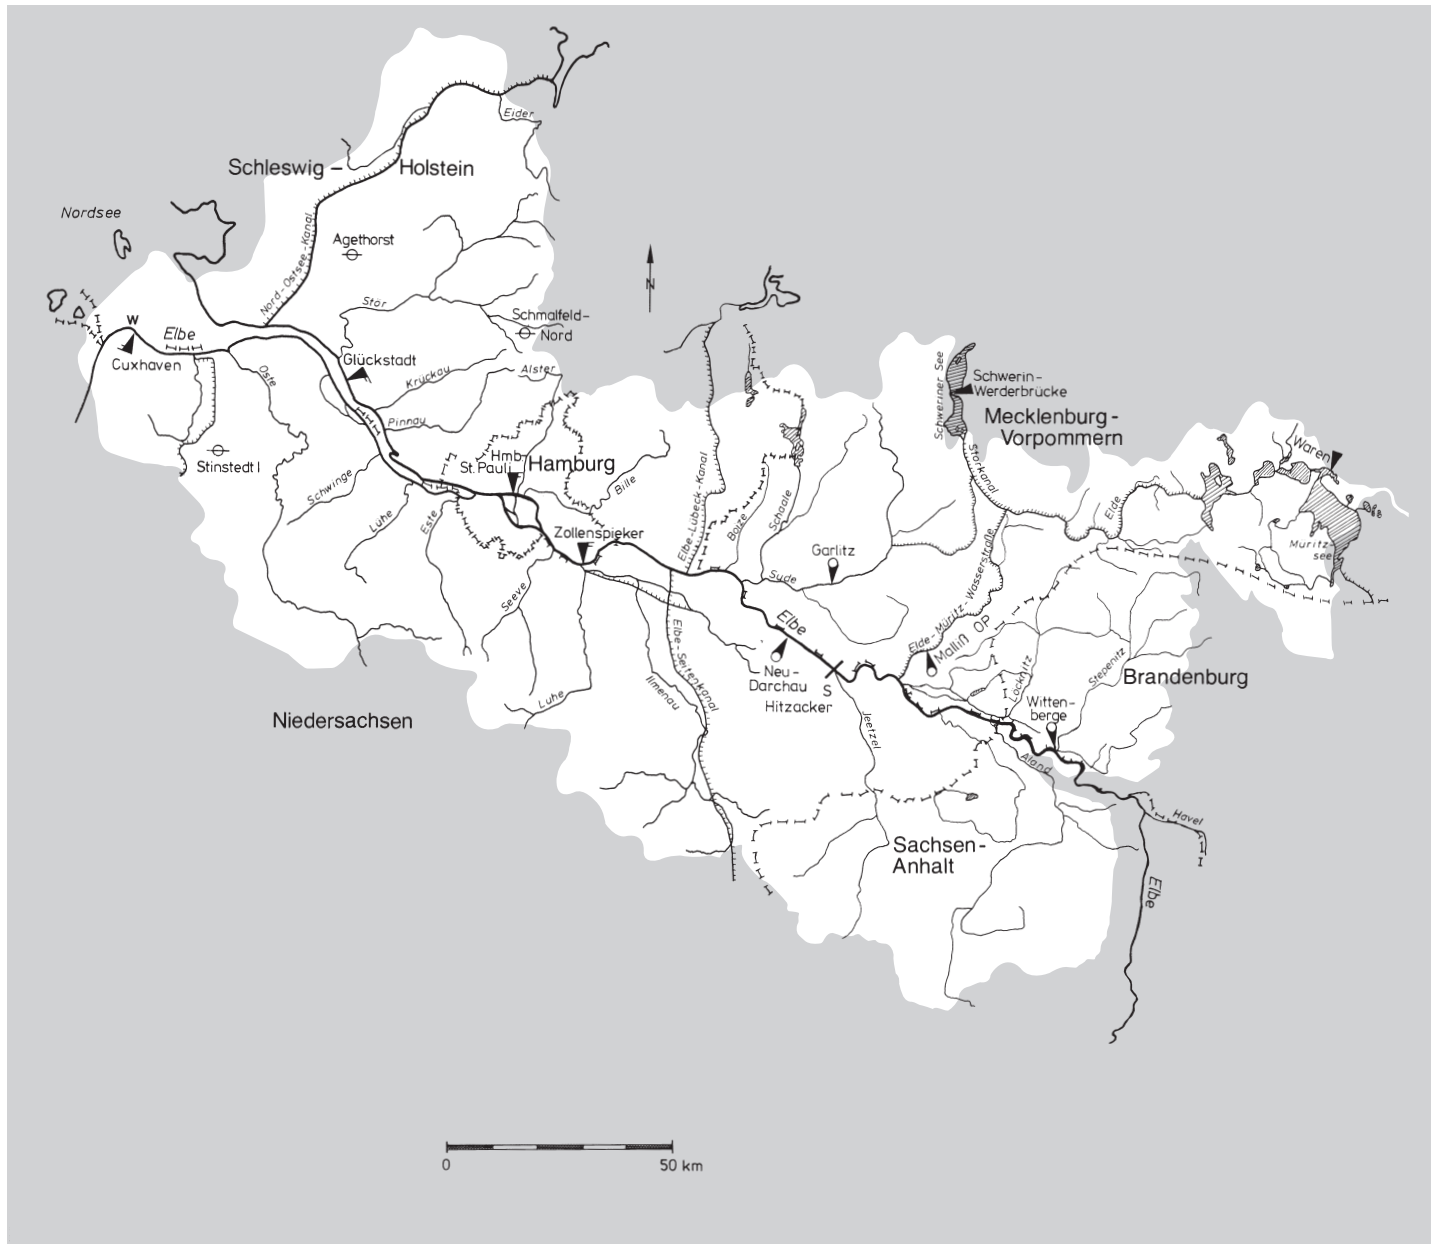 Eider
Schleswig – Holstein
Nordsee
Agethorst
Nord-Ostsee-Kanal
N
Stör
Schmalfeld-
Nord
W
Elbe
Cuxhaven
Glückstadt
Oste
Krückau
Alster
Pinnau
Schweriner See
Schwerin-
Werderbrücke
Mecklenburg-
Vorpommern
Stinstedt I
Hmb-
St. Pauli
Hamburg
Bille
Schwinge
Lühe
Este
Elbe-Lübeck-Kanal
Boize
Schaale
Störkanal
Elde
Waren
Müritz-
see
Zollenspieker
Garlitz
Sude
Seeve
Elbe
Elde-Müritz-Wasserstraße
Malliß OP
Neu-
Darchau
S
Hitzacker
Löcknitz
Stepenitz
Brandenburg
Witten-
berge
Niedersachsen
Luhe
Ilmenau
Elbe-Seitenkanal
Jeetzel
Aland
Havel
Sachsen-
Anhalt
Elbe
0 50 km